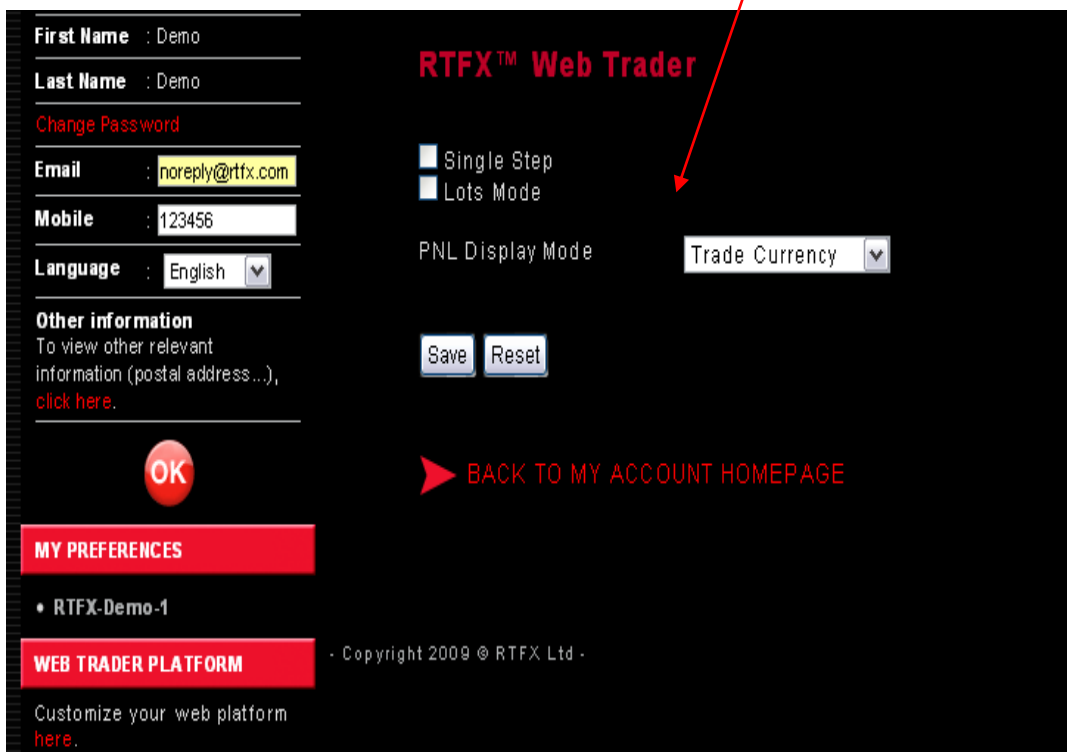 First Name : Demo
Last Name : Demo
Change Password
Email : noreply@rtfx.com
Mobile : 123456
Language : English
Other information
To view other relevant
information (postal address...),
click here.
OK
MY PREFERENCES
• RTFX-Demo-1
WEB TRADER PLATFORM
Customize your web platform
here.
RTFX™ Web Trader
Single Step
Lots Mode
PNL Display Mode Trade Currency
Save Reset
BACK TO MY ACCOUNT HOMEPAGE
- Copyright 2009 © RTFX Ltd -